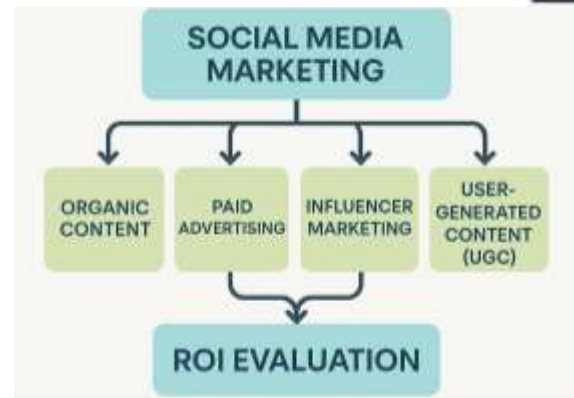 SOCIAL MEDIA
MARKETING
ORGANIC
CONTENT
PAID
ADVERTISING
INFLUENCER
MARKETING
USER-
GENERATED
CONTENT
(UGC)
ROI EVALUATION